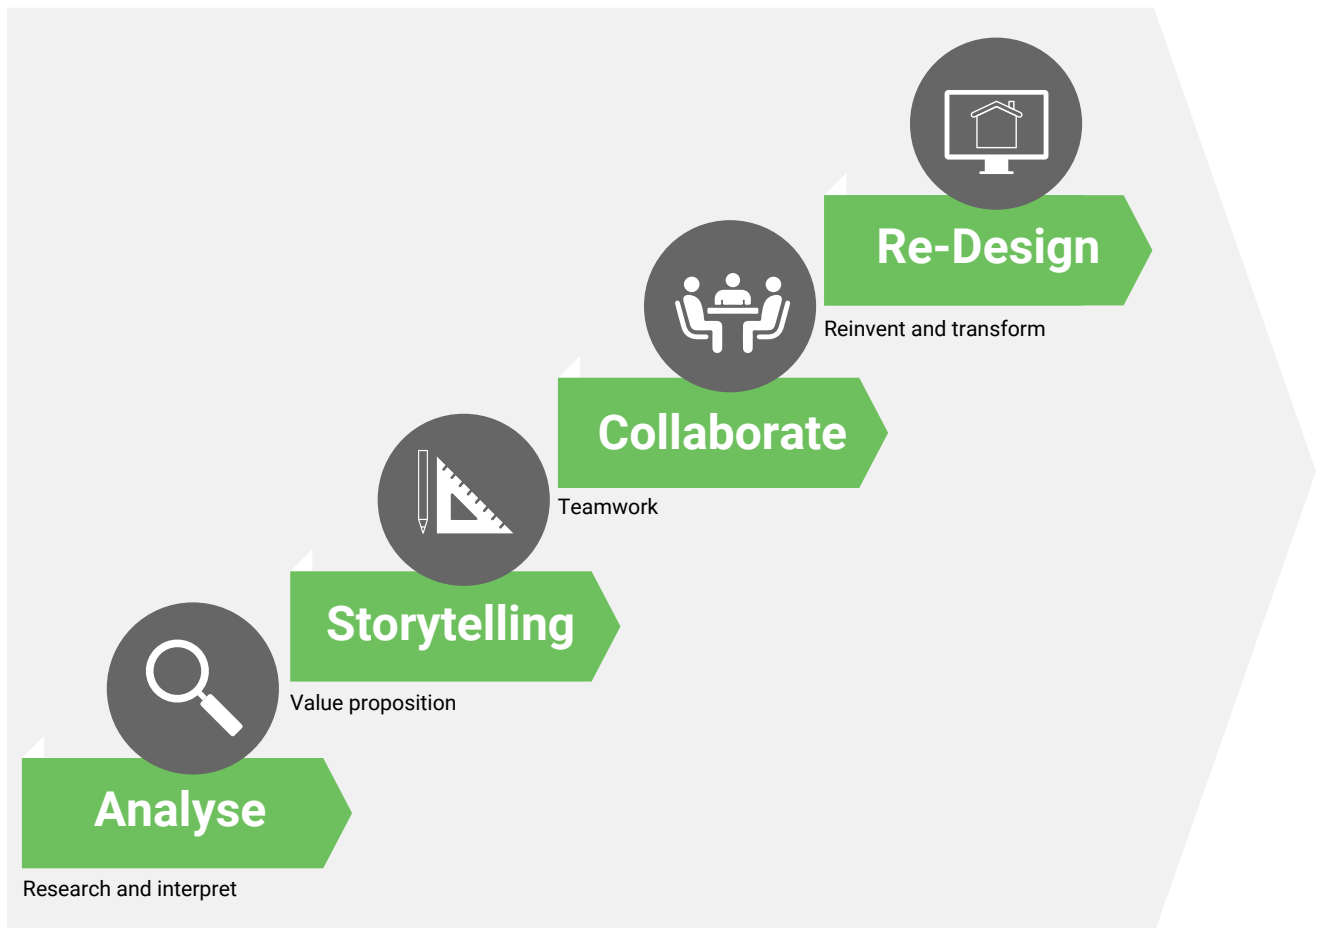 Re-Design
Reinvent and transform
Collaborate
Teamwork
Storytelling
Value proposition
Analyse
Research and interpret